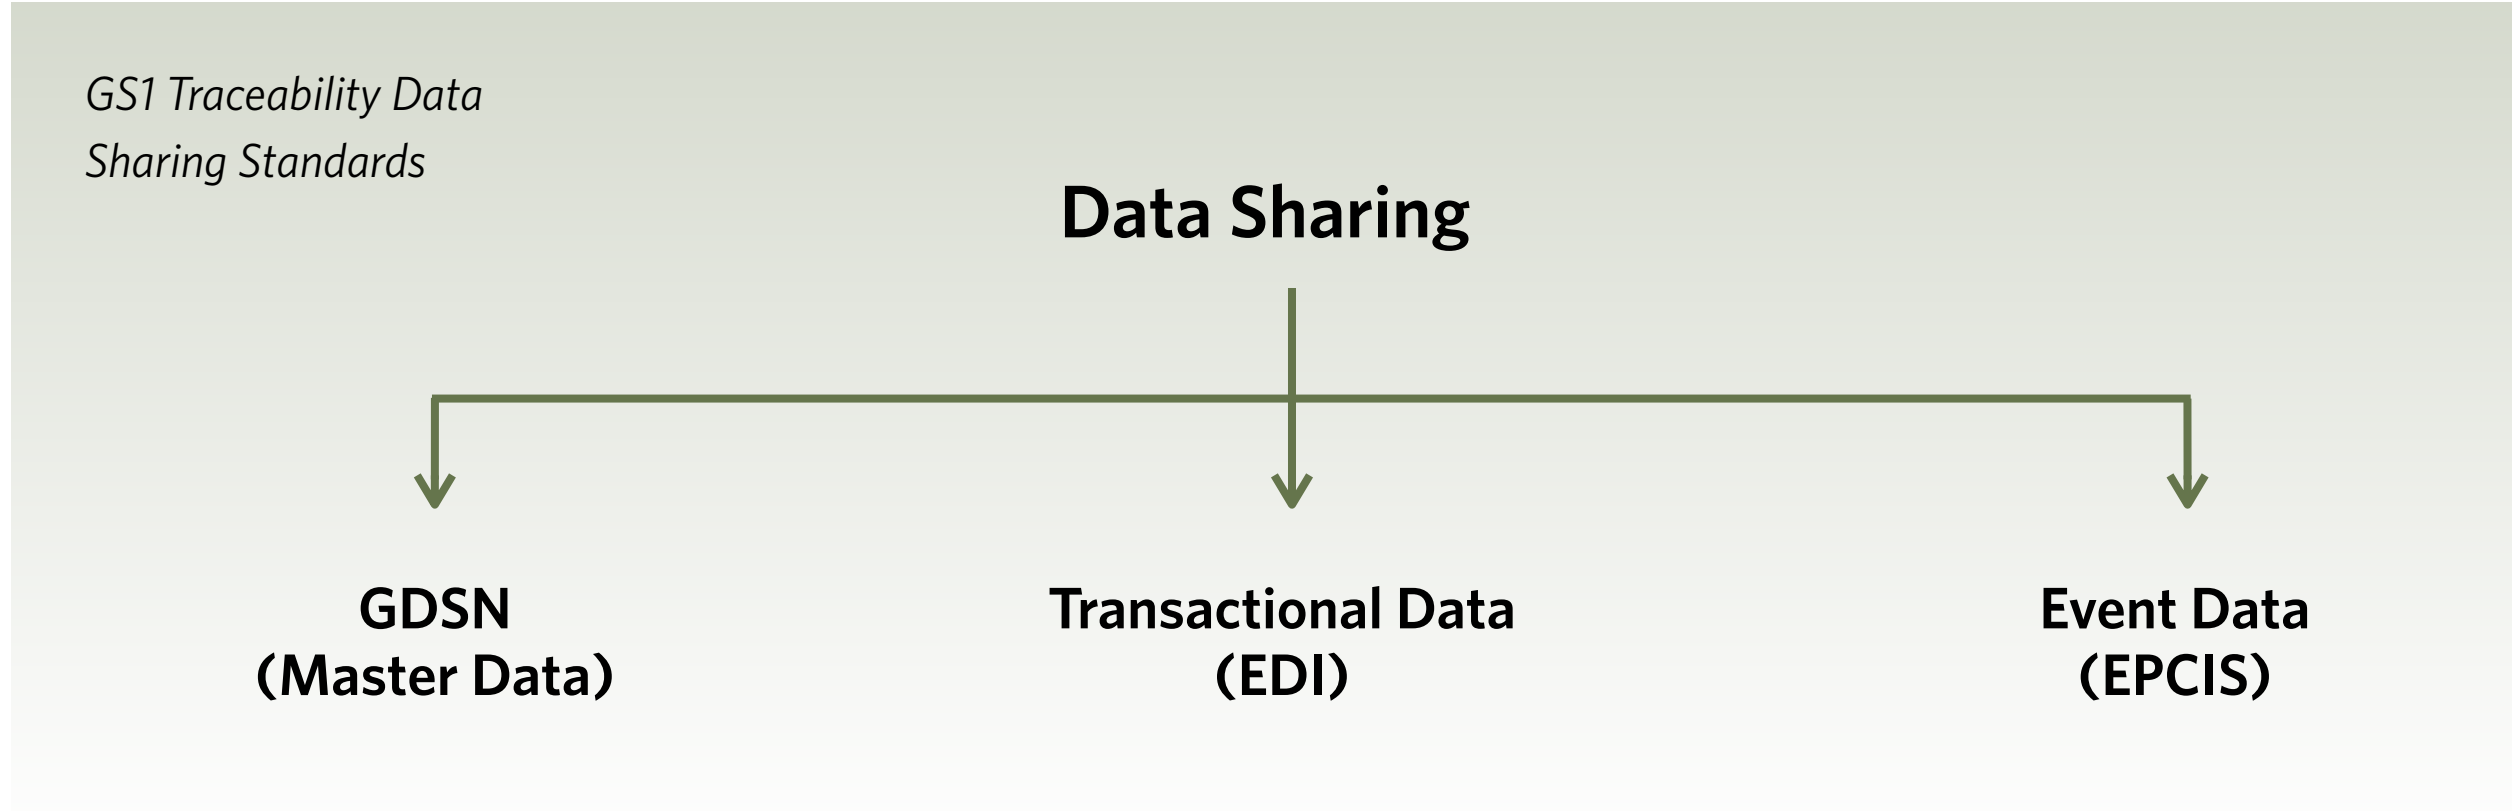 GS1 Traceability Data
Sharing Standards
Data Sharing
GDSN
(Master Data)
Transactional Data
(EDI)
Event Data
(EPCIS)